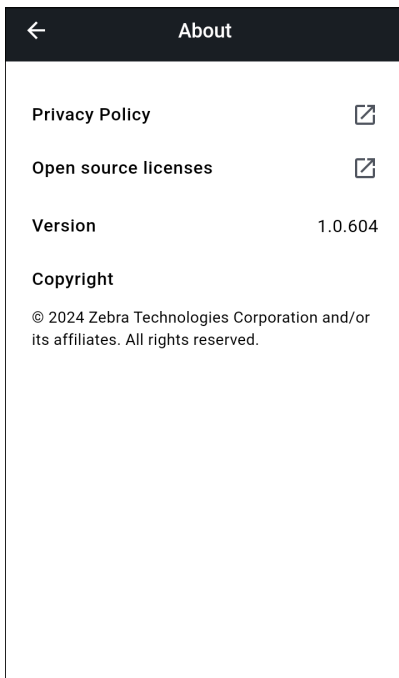 About
Privacy Policy
Open source licenses
Version 1.0.604
Copyright
© 2024 Zebra Technologies Corporation and/or
its affiliates. All rights reserved.